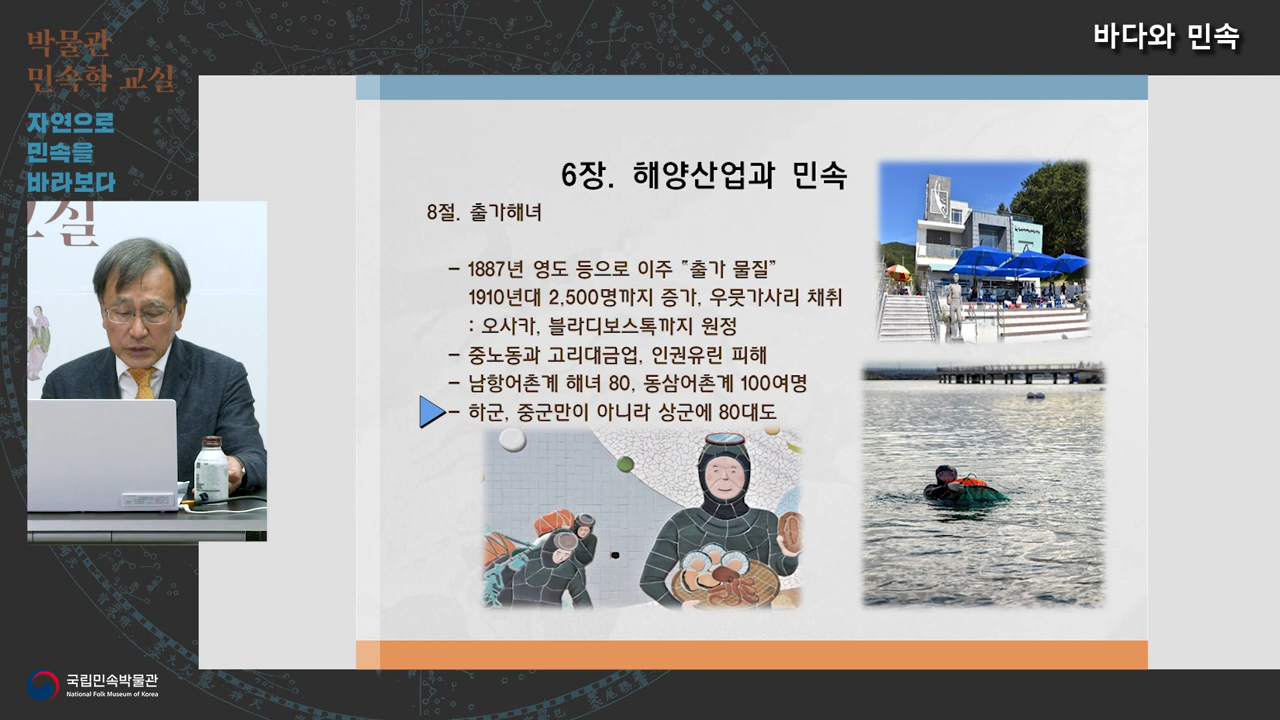 바다와 민속
박물관
민속학 교실
자연으로
민속을
바라보다
교실
6장. 해양산업과 민속
8절. 출가해녀
– 1887년 영도 등으로 이주 “출가 물질”
1910년대 2,500명까지 증가, 우뭇가사리 채취
: 오사카, 블라디보스톡까지 원정
– 중노동과 고리대금업, 인권유린 피해
– 남항어촌계 해녀 80, 동삼어촌계 100여명
– 하군, 중군만이 아니라 상군에 80대도
국립민속박물관
National Folk Museum of Korea